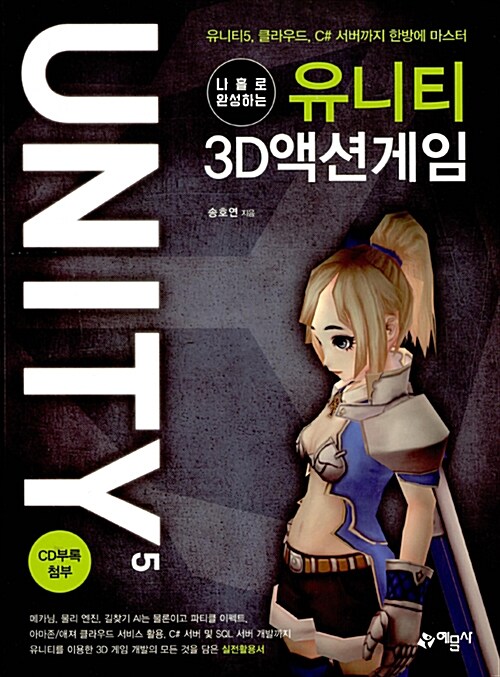 유니티5, 클라우드, C# 서버까지 한방에 마스터
나 홀로
완성하는
유니티
3D액션게임
송호연 지음
UNITY 5
CD부록
첨부
메카님, 물리 엔진, 길찾기 AI는 물론이고 파티클 이펙트,
아마존/애저 클라우드 서비스 활용, C# 서버 및 SQL 서버 개발까지
유니티를 이용한 3D 게임 개발의 모든 것을 담은 실전활용서
예문사